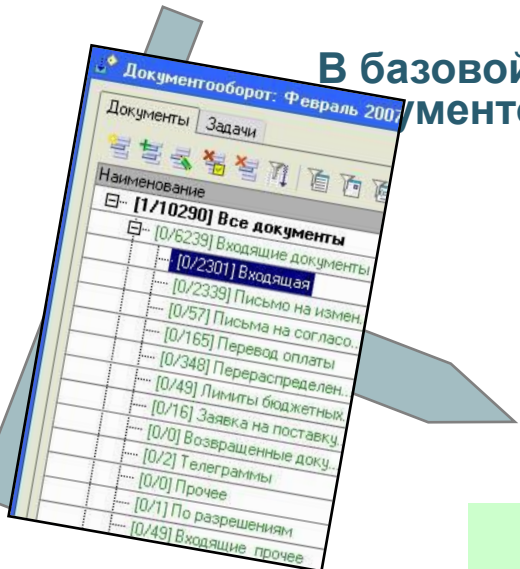 В базовой
ументо
Документооборот: Февраль 2007
Документы Задачи
Наименование
[1/10290] Все документы
[0/6239] Входящие документы
[0/2301] Входящая
[0/2339] Письмо на измен.
[0/57] Письма на согласо...
[0/165] Перевод оплаты
[0/348] Перераспределен...
[0/49] Лимиты бюджетных.
[0/16] Заявка на поставку.
[0/0] Возвращенные доку...
[0/2] Телеграммы
[0/0] Прочее
[0/1] По разрешениям
[0/49] Входящие прочее